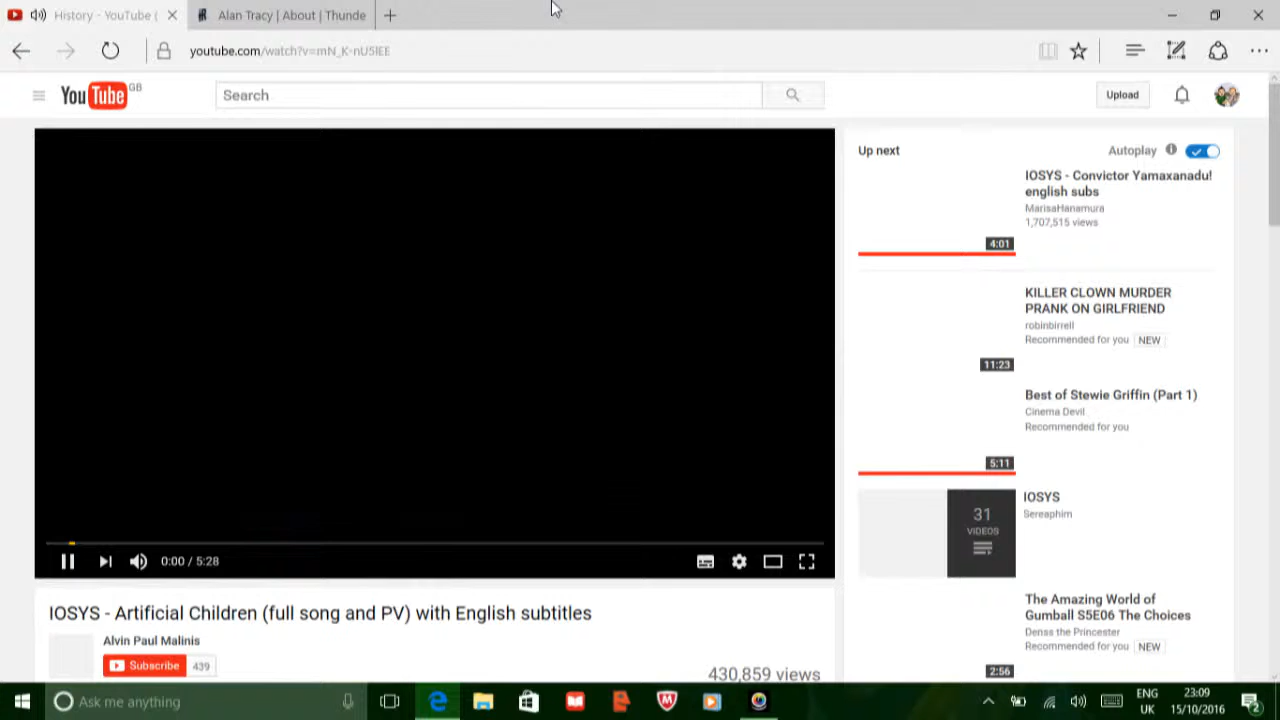 History - YouTube (
Alan Tracy | About | Thunde
youtube.com/watch?v=mN_K-nU5IEE
YouTube GB
Search
Upload
Up next
Autoplay
IOSYS - Convictor Yamaxanadu!
english subs
MarisaHanamura
1,707,515 views
4:01
KILLER CLOWN MURDER
PRANK ON GIRLFRIEND
robinbirrell
Recommended for you NEW
11:23
Best of Stewie Griffin (Part 1)
Cinema Devil
Recommended for you
5:11
31
VIDEOS
IOSYS
Sereaphim
The Amazing World of
Gumball S5E06 The Choices
Denss the Princester
Recommended for you NEW
2:56
0:00 / 5:28
IOSYS - Artificial Children (full song and PV) with English subtitles
Alvin Paul Malinis
Subscribe 439
430,859 views
Ask me anything
ENG
UK
23:09
15/10/2016
2